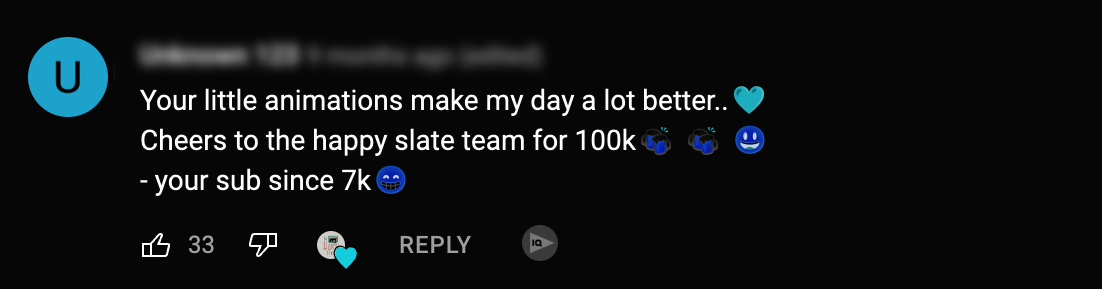 U
Your little animations make my day a lot better..🩵
Cheers to the happy slate team for 100k🍻 🍻 😃
- your sub since 7k😁
33 REPLY IQ